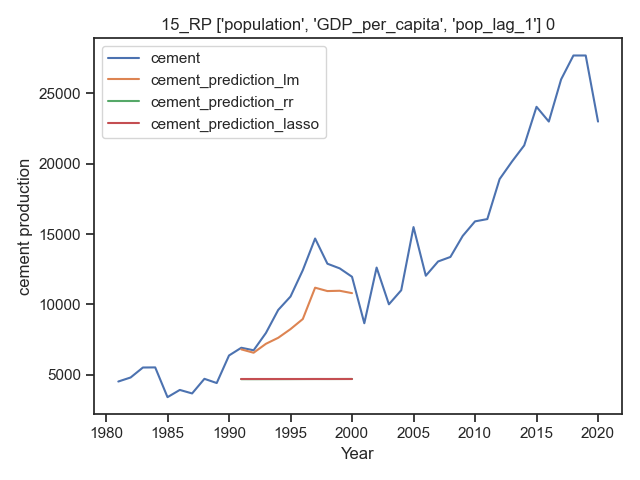 15_RP ['population', 'GDP_per_capita', 'pop_lag_1'] 0
cement
cement_prediction_lm
cement_prediction_rr
cement_prediction_lasso
cement production
25000
20000
15000
10000
5000
1980 1985 1990 1995 2000 2005 2010 2015 2020
Year